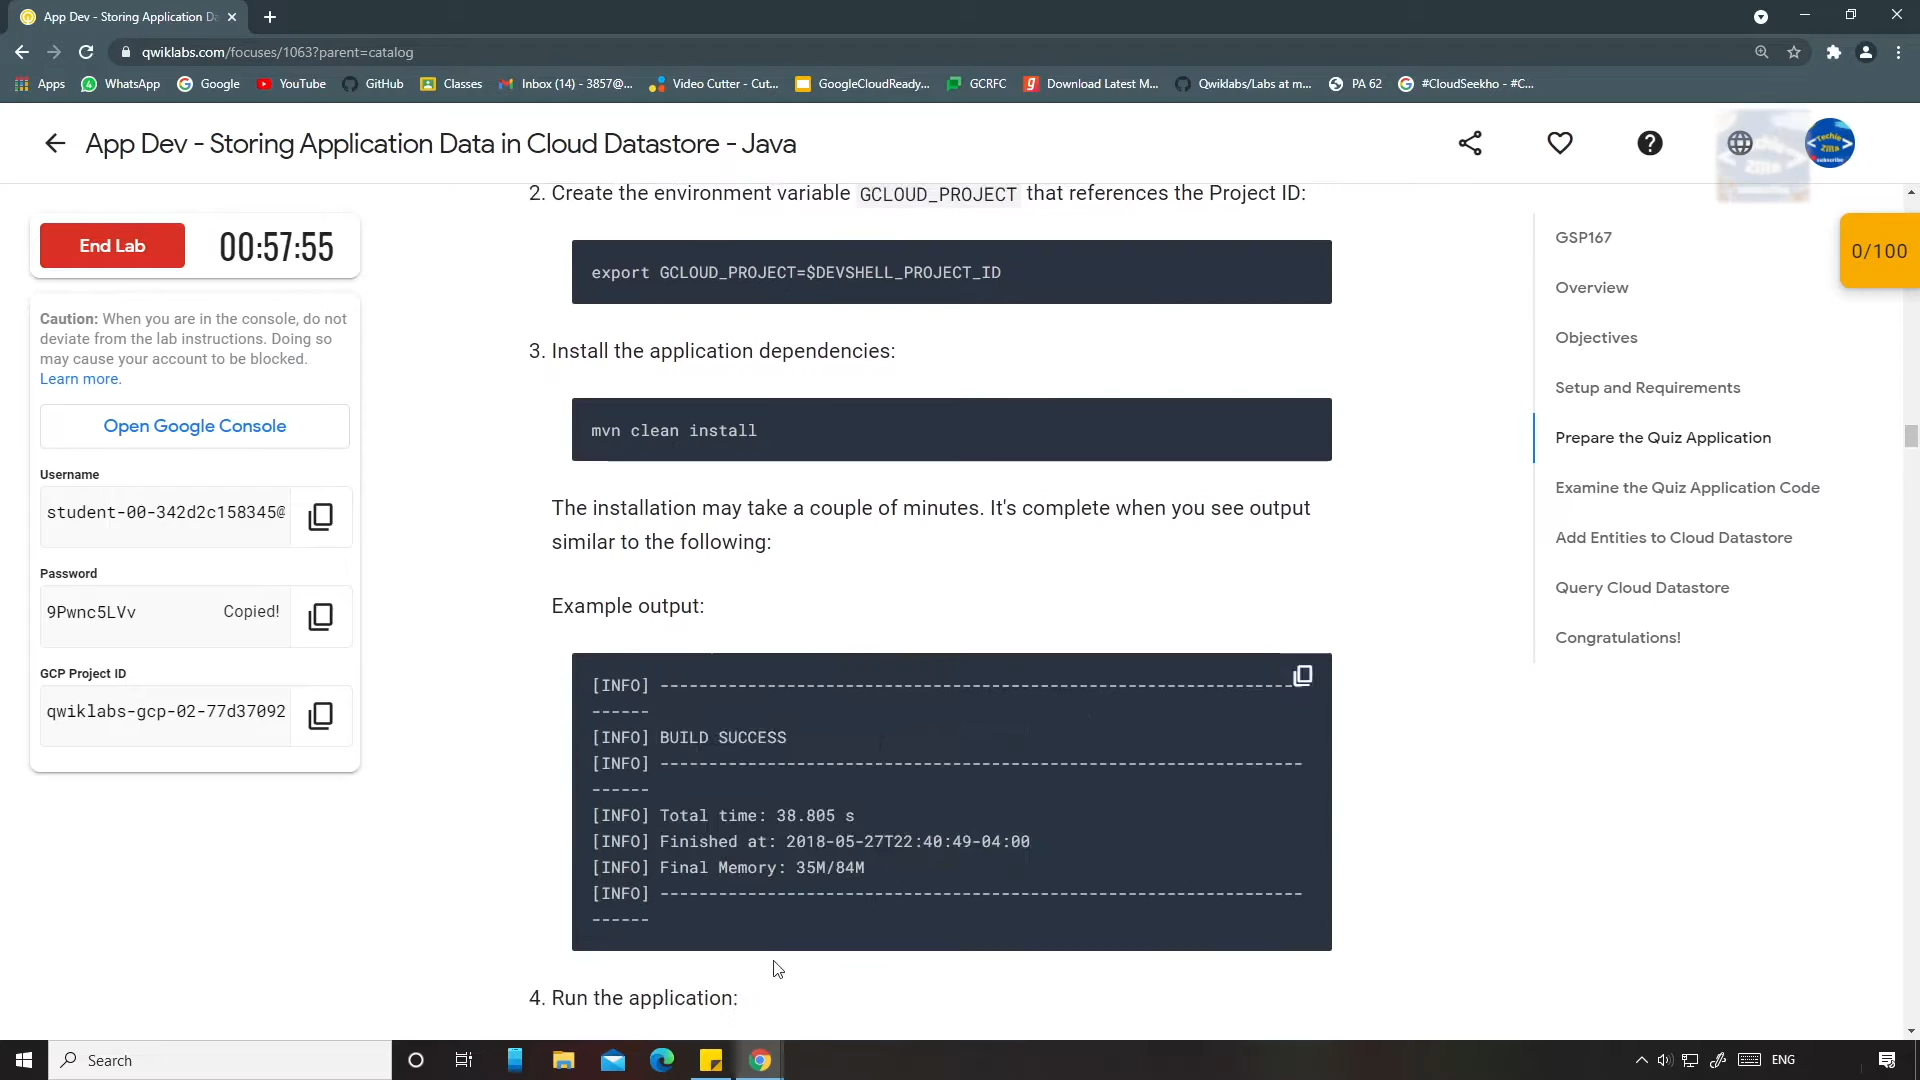 App Dev - Storing Application Da
qwiklabs.com/focuses/1063?parent=catalog
Apps WhatsApp Google YouTube GitHub Classes Inbox (14) - 3857@... Video Cutter - Cut... GoogleCloudReady... GCRFC Download Latest M... Qwiklabs/Labs at m... PA 62 #CloudSeekho - #C...
App Dev - Storing Application Data in Cloud Datastore - Java
<Techie
zilla>
subscribe
End Lab 00:57:55
Caution: When you are in the console, do not
deviate from the lab instructions. Doing so
may cause your account to be blocked.
Learn more.
Open Google Console
Username
student-00-342d2c158345@
Password
9Pwnc5LVv Copied!
GCP Project ID
qwiklabs-gcp-02-77d37092
2. Create the environment variable GCLOUD_PROJECT that references the Project ID:
export GCLOUD_PROJECT=$DEVSHELL_PROJECT_ID
3. Install the application dependencies:
mvn clean install
The installation may take a couple of minutes. It's complete when you see output
similar to the following:
Example output:
[INFO] ------------------------------------------------------------------
------
[INFO] BUILD SUCCESS
[INFO] ------------------------------------------------------------------
------
[INFO] Total time: 38.805 s
[INFO] Finished at: 2018-05-27T22:40:49-04:00
[INFO] Final Memory: 35M/84M
[INFO] ------------------------------------------------------------------
------
4. Run the application:
GSP167
Overview
Objectives
Setup and Requirements
Prepare the Quiz Application
Examine the Quiz Application Code
Add Entities to Cloud Datastore
Query Cloud Datastore
Congratulations!
0/100
Search
ENG